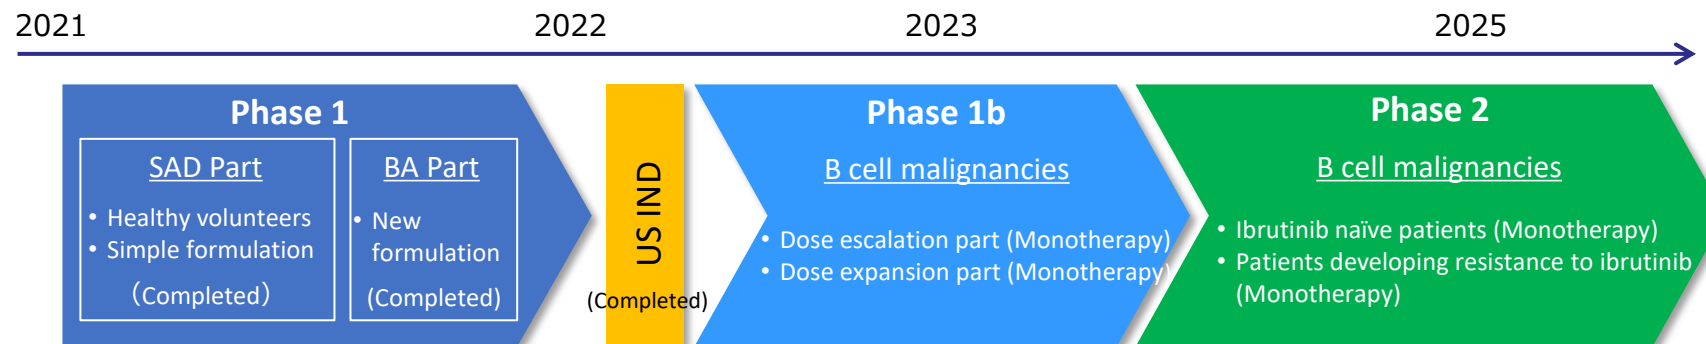 2021
2022
2023
2025
Phase 1
SAD Part
• Healthy volunteers
• Simple formulation
（Completed）
BA Part
• New
formulation
(Completed)
US IND
(Completed)
Phase 1b
B cell malignancies
• Dose escalation part (Monotherapy)
• Dose expansion part (Monotherapy)
Phase 2
B cell malignancies
• Ibrutinib naïve patients (Monotherapy)
• Patients developing resistance to ibrutinib
(Monotherapy)